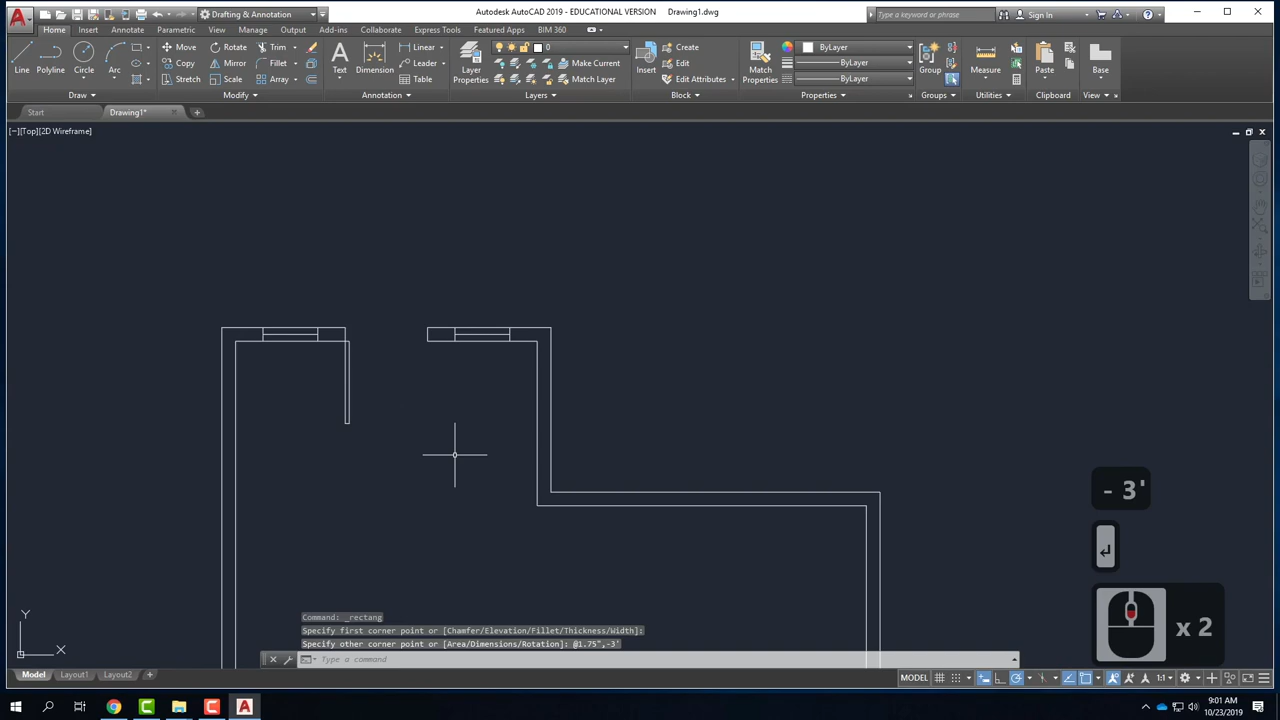 Drafting & Annotation
Autodesk AutoCAD 2019 - EDUCATIONAL VERSION Drawing1.dwg
Type a keyword or phrase
Sign In
Home Insert Annotate Parametric View Manage Output Add-ins Collaborate Express Tools Featured Apps BIM 360
Line
Polyline
Circle
Arc
Move
Rotate
Trim
Copy
Mirror
Fillet
Stretch
Scale
Array
Text
Dimension
Linear
Leader
Table
Layer
Properties
0
Make Current
Match Layer
Insert
Create
Edit
Edit Attributes
Match
Properties
ByLayer
ByLayer
ByLayer
Group
Measure
Paste
Base
Draw
Modify
Annotation
Layers
Block
Properties
Groups
Utilities
Clipboard
View
Start
Drawing1*
[−][Top][2D Wireframe]
- 3'
x 2
Y
X
Command: _rectang
Specify first corner point or [Chamfer/Elevation/Fillet/Thickness/Width]:
Specify other corner point or [Area/Dimensions/Rotation]: @1.75",-3'
Type a command
Model Layout1 Layout2
MODEL
1:1
9:01 AM
10/23/2019